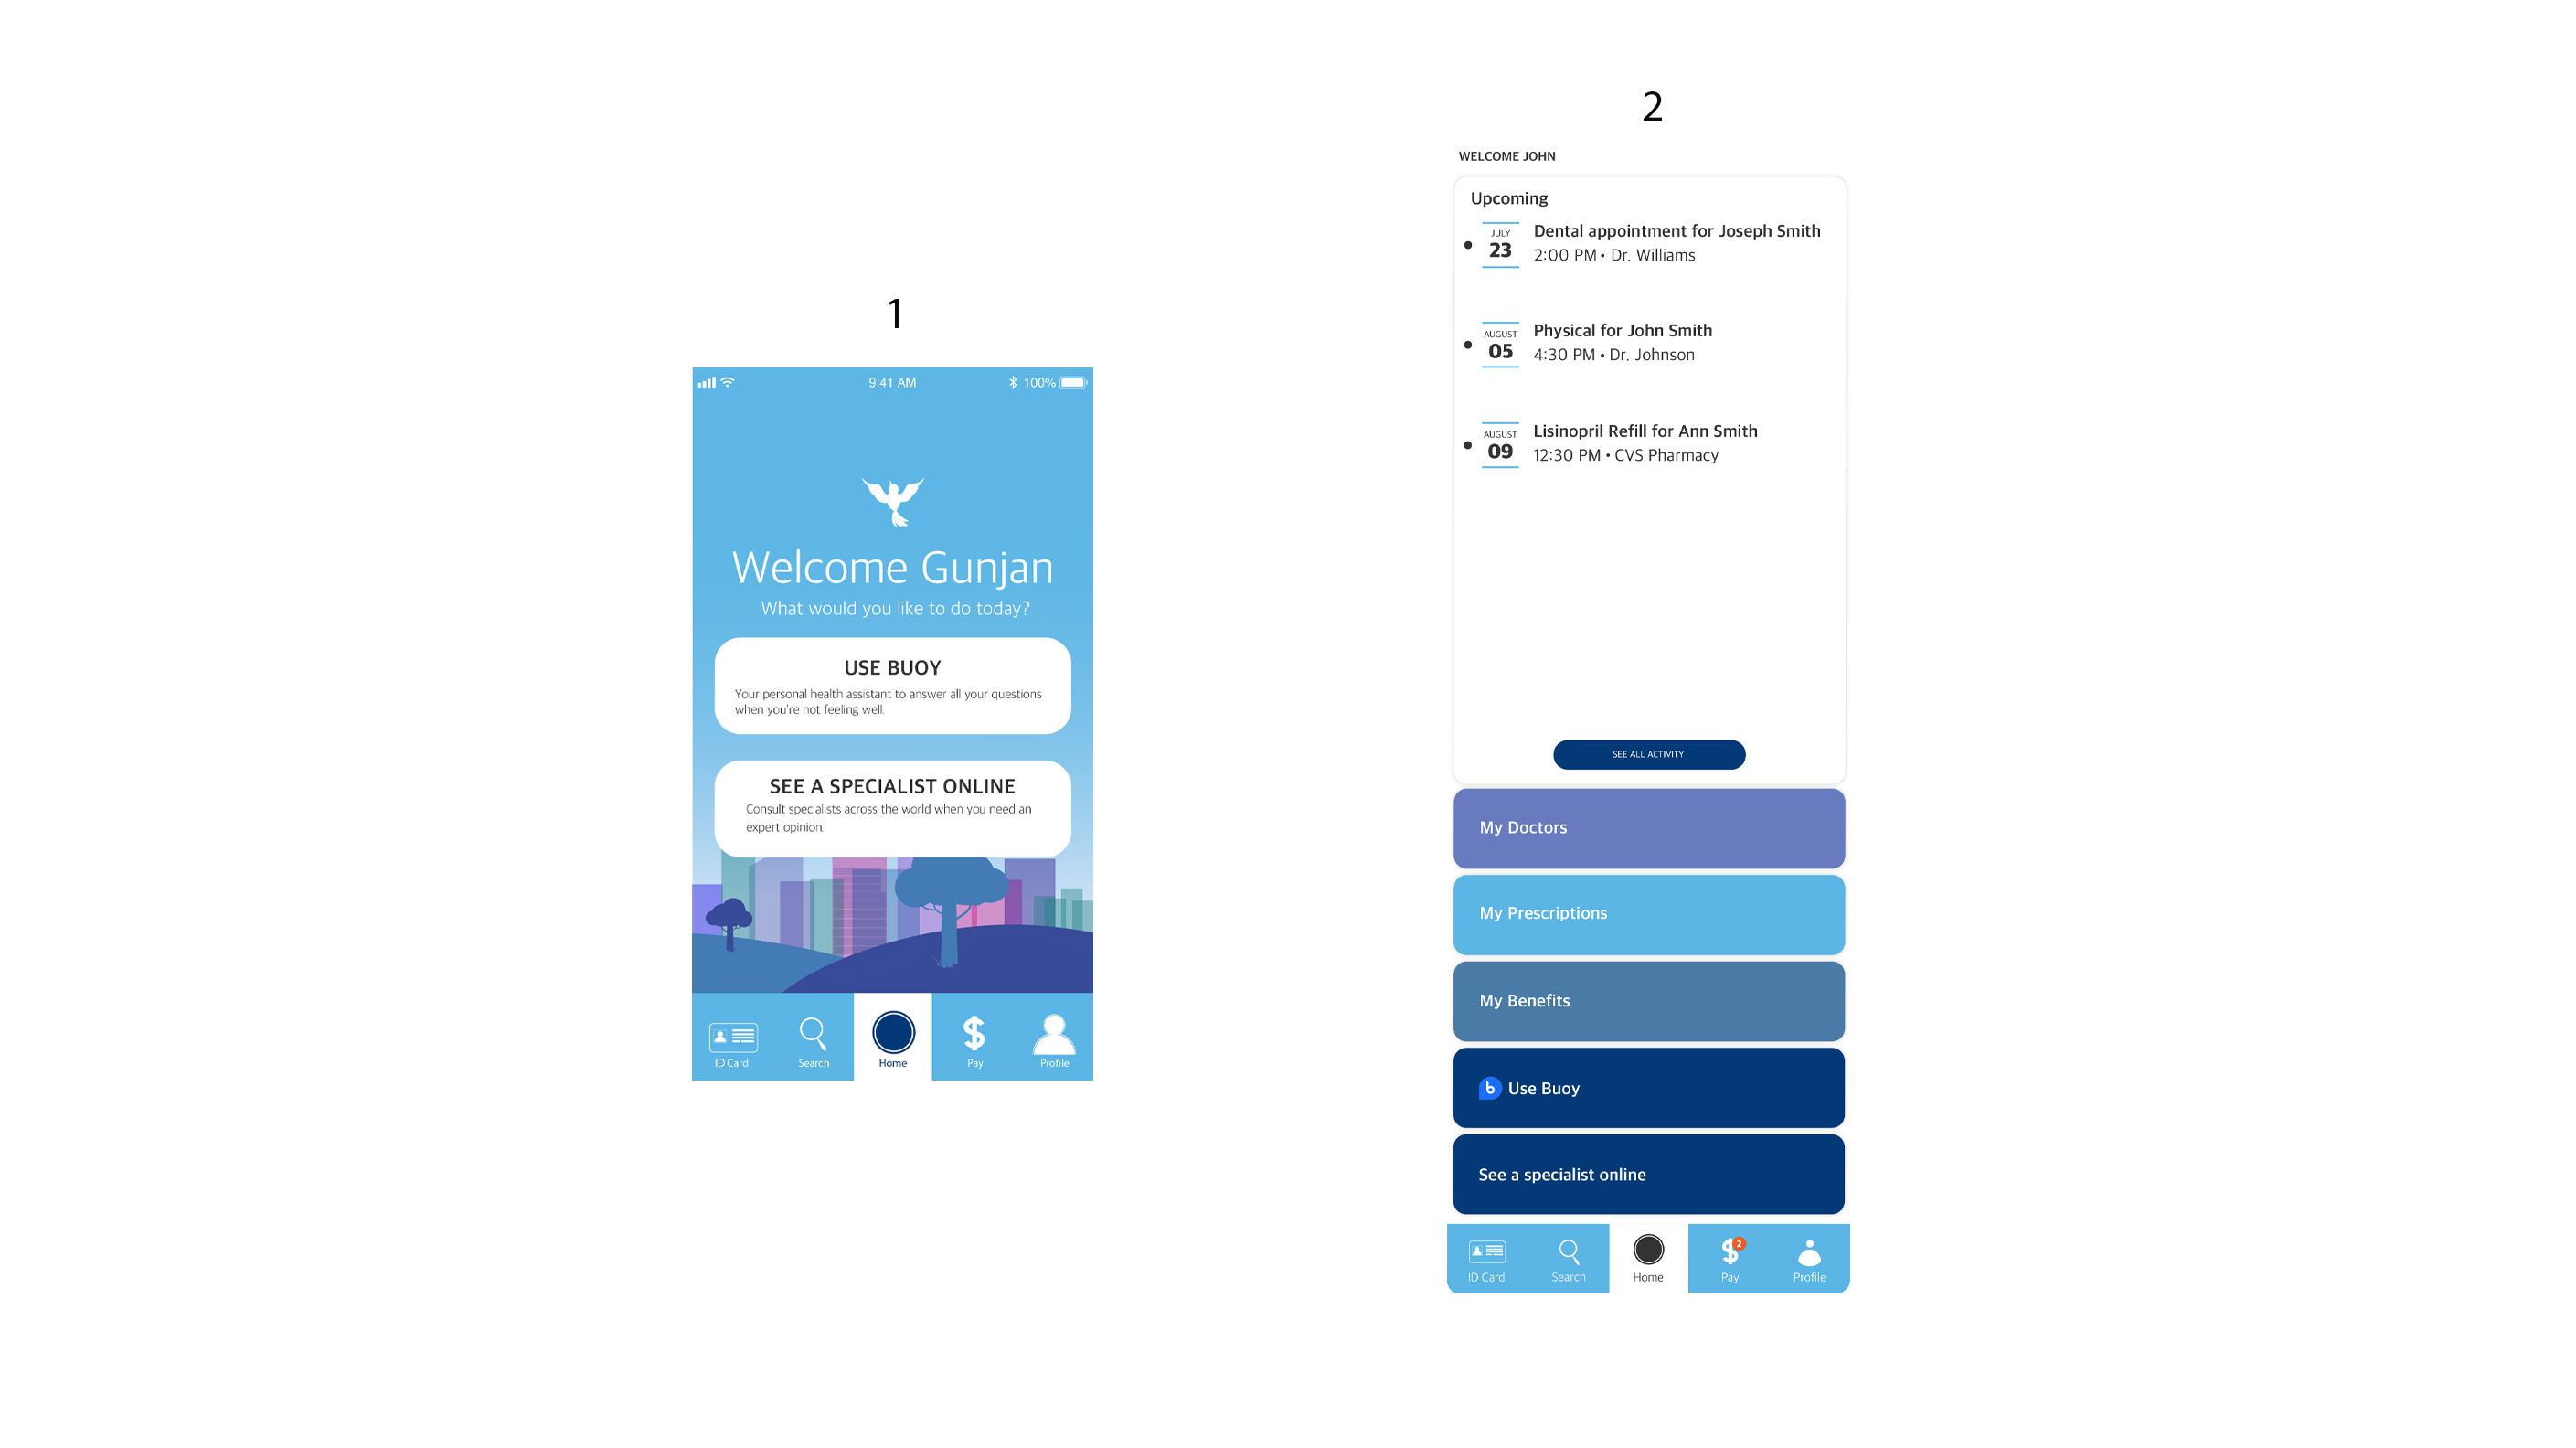 1
9:41 AM
100%
Welcome Gunjan
What would you like to do today?
USE BUOY
Your personal health assistant to answer all your questions
when you're not feeling well.
SEE A SPECIALIST ONLINE
Consult specialists across the world when you need an
expert opinion.
ID Card
Search
Home
$
Pay
Profile
2
WELCOME JOHN
Upcoming
JULY
23
Dental appointment for Joseph Smith
2:00 PM • Dr. Williams
AUGUST
05
Physical for John Smith
4:30 PM • Dr. Johnson
AUGUST
09
Lisinopril Refill for Ann Smith
12:30 PM • CVS Pharmacy
SEE ALL ACTIVITY
My Doctors
My Prescriptions
My Benefits
b Use Buoy
See a specialist online
ID Card
Search
Home
$ 2
Pay
Profile